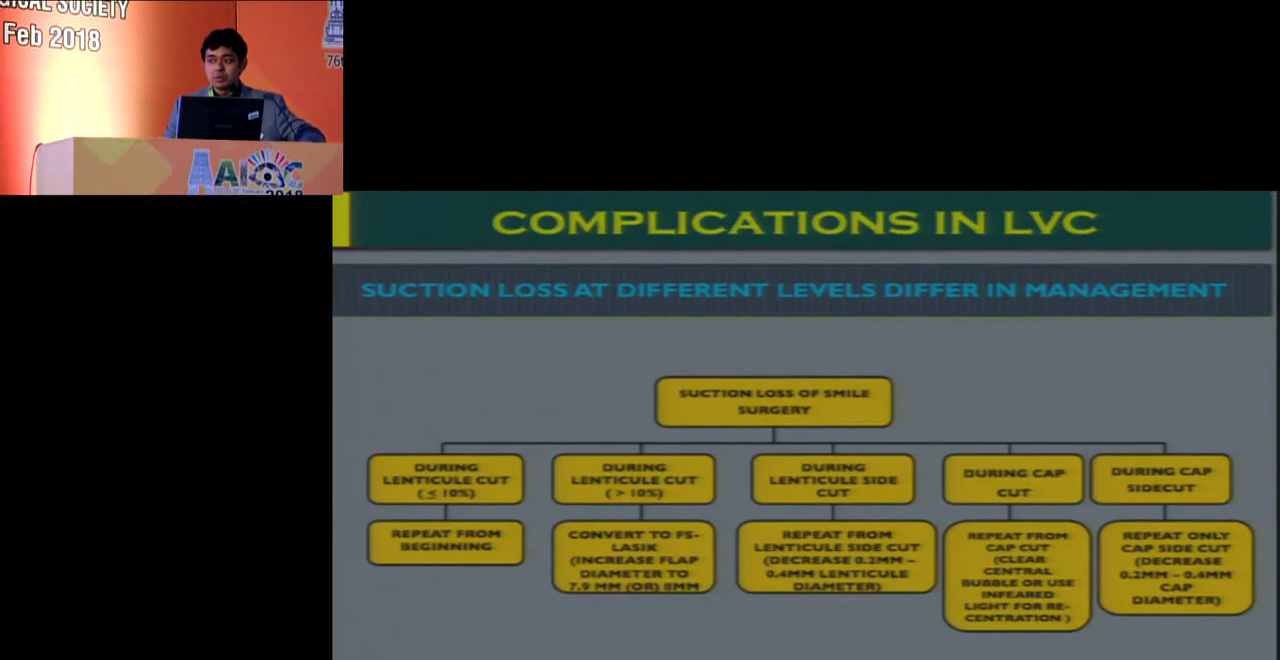 GICAL SOCIETY
Feb 2018
76
AAIOC
2018
COMPLICATIONS IN LVC
SUCTION LOSS AT DIFFERENT LEVELS DIFFER IN MANAGEMENT
SUCTION LOSS OF SMILE
SURGERY
DURING
LENTICULE CUT
( ≤ 10%)
REPEAT FROM
BEGINNING
DURING
LENTICULE CUT
( > 10%)
CONVERT TO FS-
LASIK
(INCREASE FLAP
DIAMETER TO
7.9 MM (OR) 8MM
DURING
LENTICULE SIDE
CUT
REPEAT FROM
LENTICULE SIDE CUT
(DECREASE 0.2MM –
0.4MM LENTICULE
DIAMETER)
DURING CAP
CUT
REPEAT FROM
CAP CUT
(CLEAR
CENTRAL
BUBBLE OR USE
INFEARED
LIGHT FOR RE-
CENTRATION )
DURING CAP
SIDECUT
REPEAT ONLY
CAP SIDE CUT
(DECREASE
0.2MM – 0.4MM
CAP
DIAMETER)